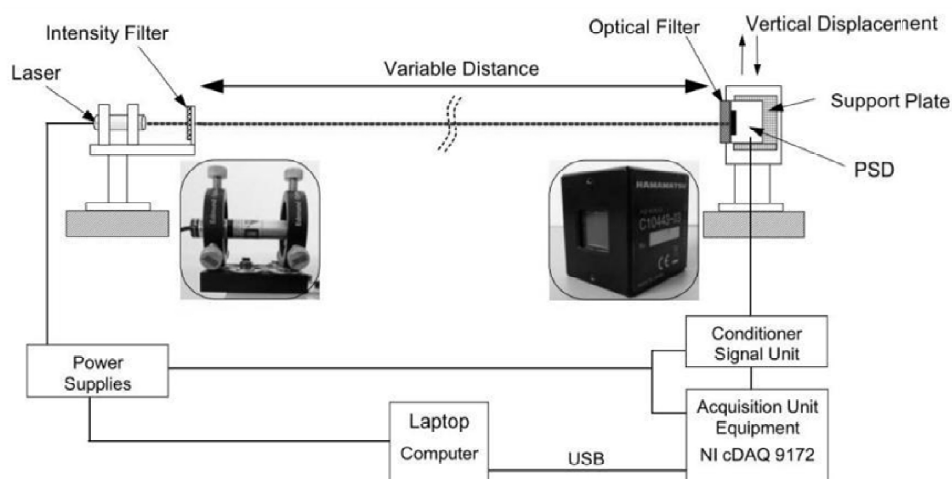 Intensity Filter
Optical Filter
Vertical Displacement
Laser
Variable Distance
Support Plate
PSD
HAMAMATSU
C10443-03
CE
Conditioner
Signal Unit
Power
Supplies
Laptop
Computer
USB
Acquisition Unit
Equipment
NI cDAQ 9172